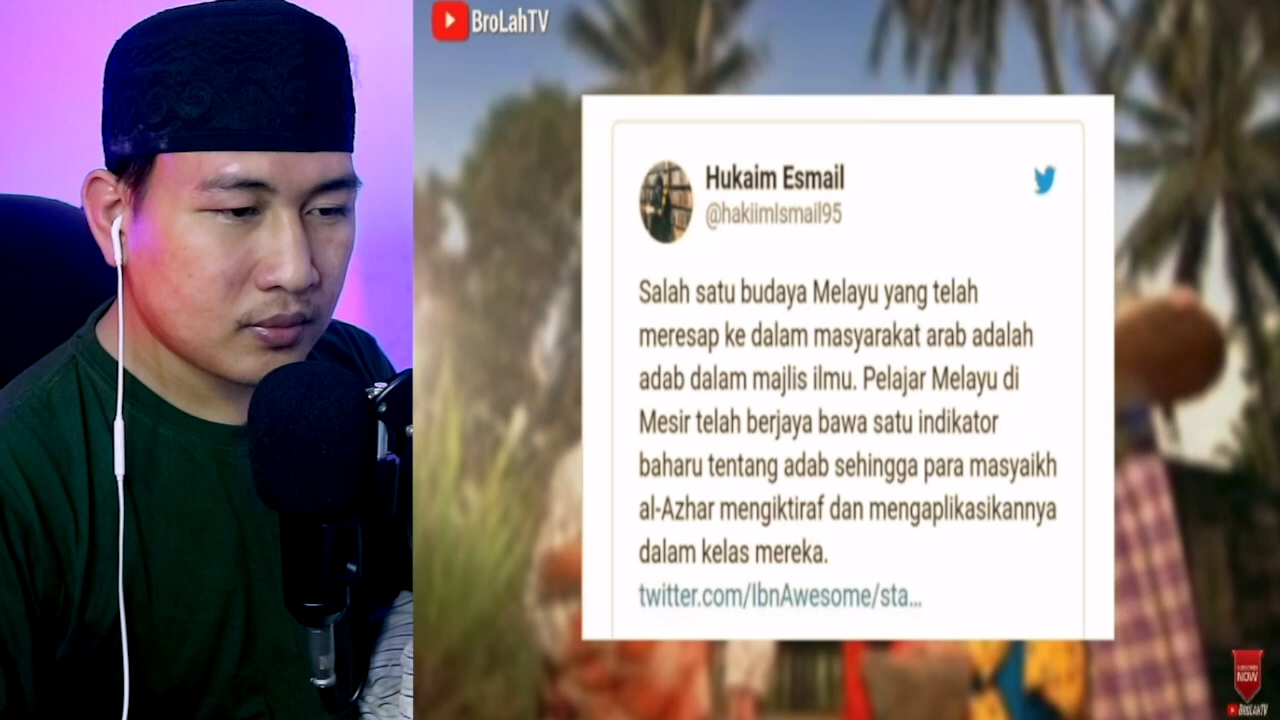 BroLahTV
Hukaim Esmail
@hakiimIsmail95
Salah satu budaya Melayu yang telah
meresap ke dalam masyarakat arab adalah
adab dalam majlis ilmu. Pelajar Melayu di
Mesir telah berjaya bawa satu indikator
baharu tentang adab sehingga para masyaikh
al-Azhar mengiktiraf dan mengaplikasikannya
dalam kelas mereka.
twitter.com/IbnAwesome/sta...
SUBSCRIBE
NOW
BROLAHTV